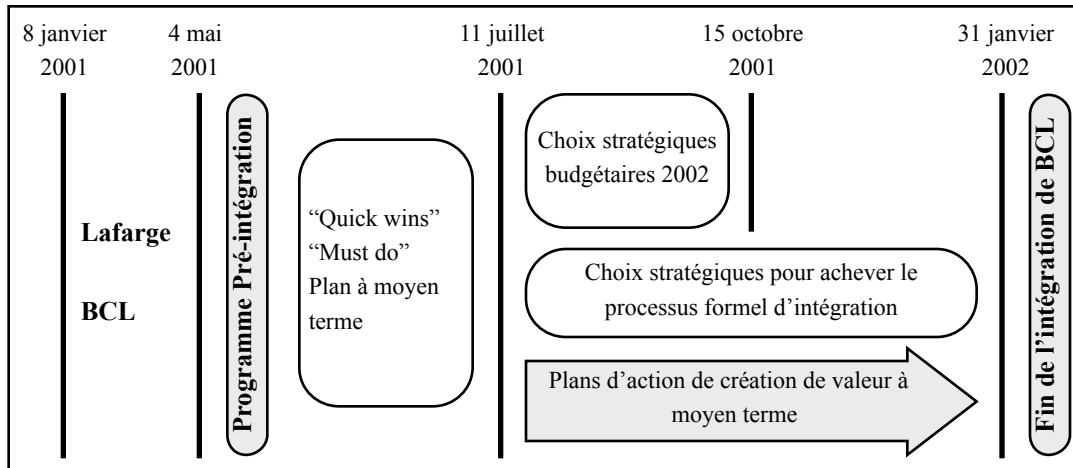 8 janvier
2001
4 mai
2001
11 juillet
2001
15 octobre
2001
31 janvier
2002
Lafarge
BCL
Programme Pré-intégration
“Quick wins”
“Must do”
Plan à moyen
terme
Choix stratégiques
budgétaires 2002
Choix stratégiques pour achever le
processus formel d’intégration
Plans d’action de création de valeur à
moyen terme
Fin de l’intégration de BCL